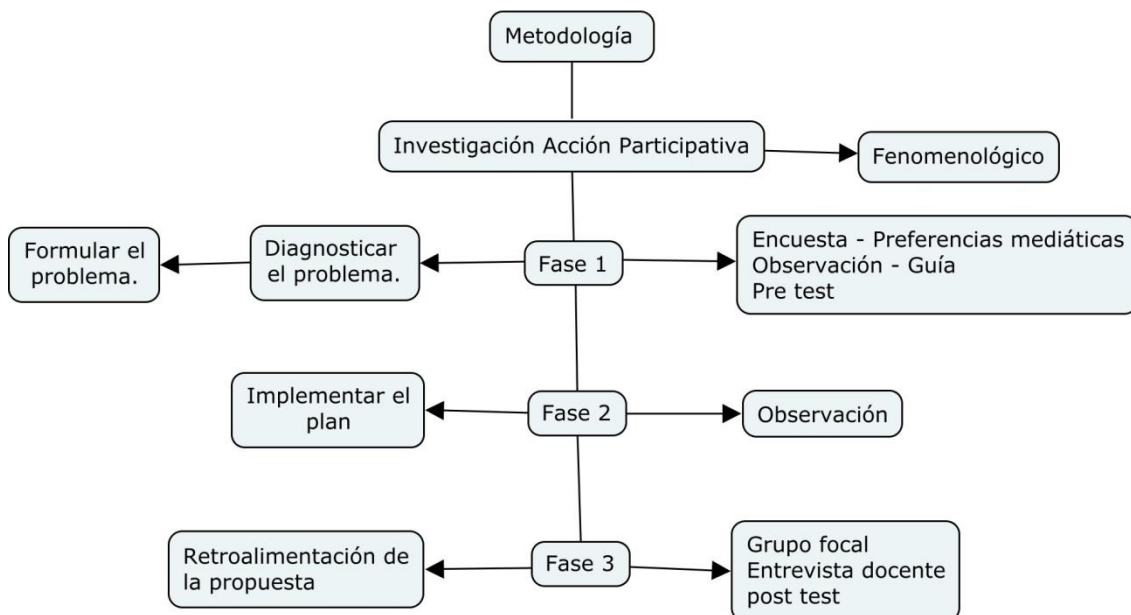 Metodología
Investigación Acción Participativa
Fenomenológico
Formular el
problema.
Diagnosticar
el problema.
Fase 1
Encuesta - Preferencias mediáticas
Observación - Guía
Pre test
Implementar el
plan
Fase 2
Observación
Retroalimentación de
la propuesta
Fase 3
Grupo focal
Entrevista docente
post test